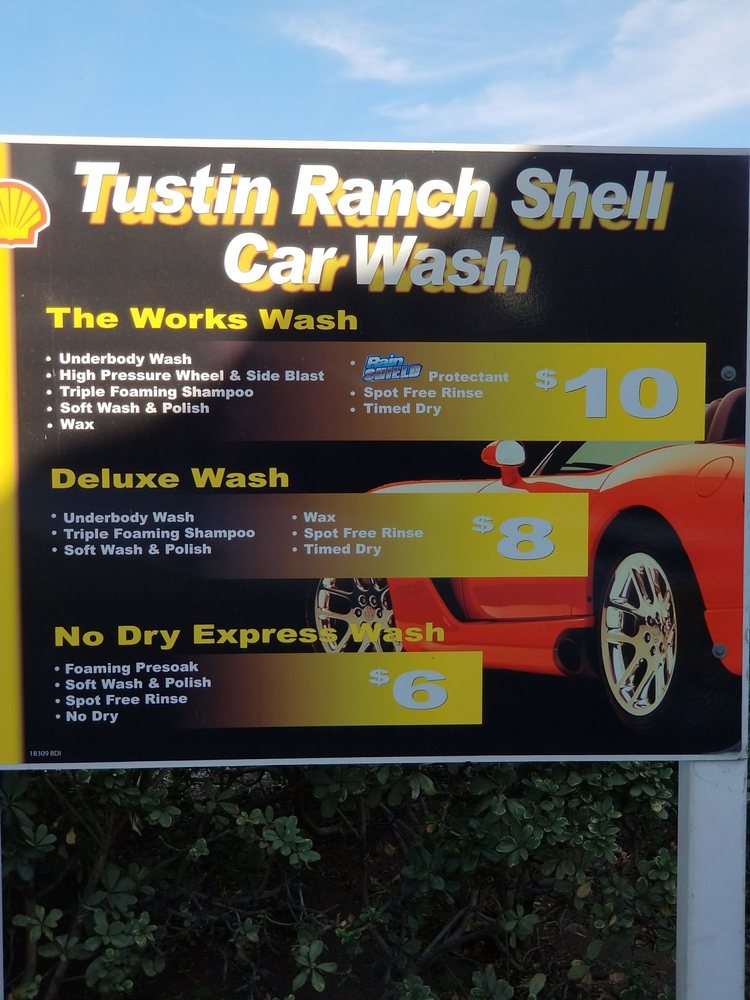 Tustin Ranch Shell
Car Wash
The Works Wash
• Underbody Wash
• High Pressure Wheel & Side Blast
• Triple Foaming Shampoo
• Soft Wash & Polish
• Wax
• Rain SHIELD Protectant
• Spot Free Rinse
• Timed Dry
$10
Deluxe Wash
• Underbody Wash
• Triple Foaming Shampoo
• Soft Wash & Polish
• Wax
• Spot Free Rinse
• Timed Dry
$8
No Dry Express Wash
• Foaming Presoak
• Soft Wash & Polish
• Spot Free Rinse
• No Dry
$6
18309 BDI